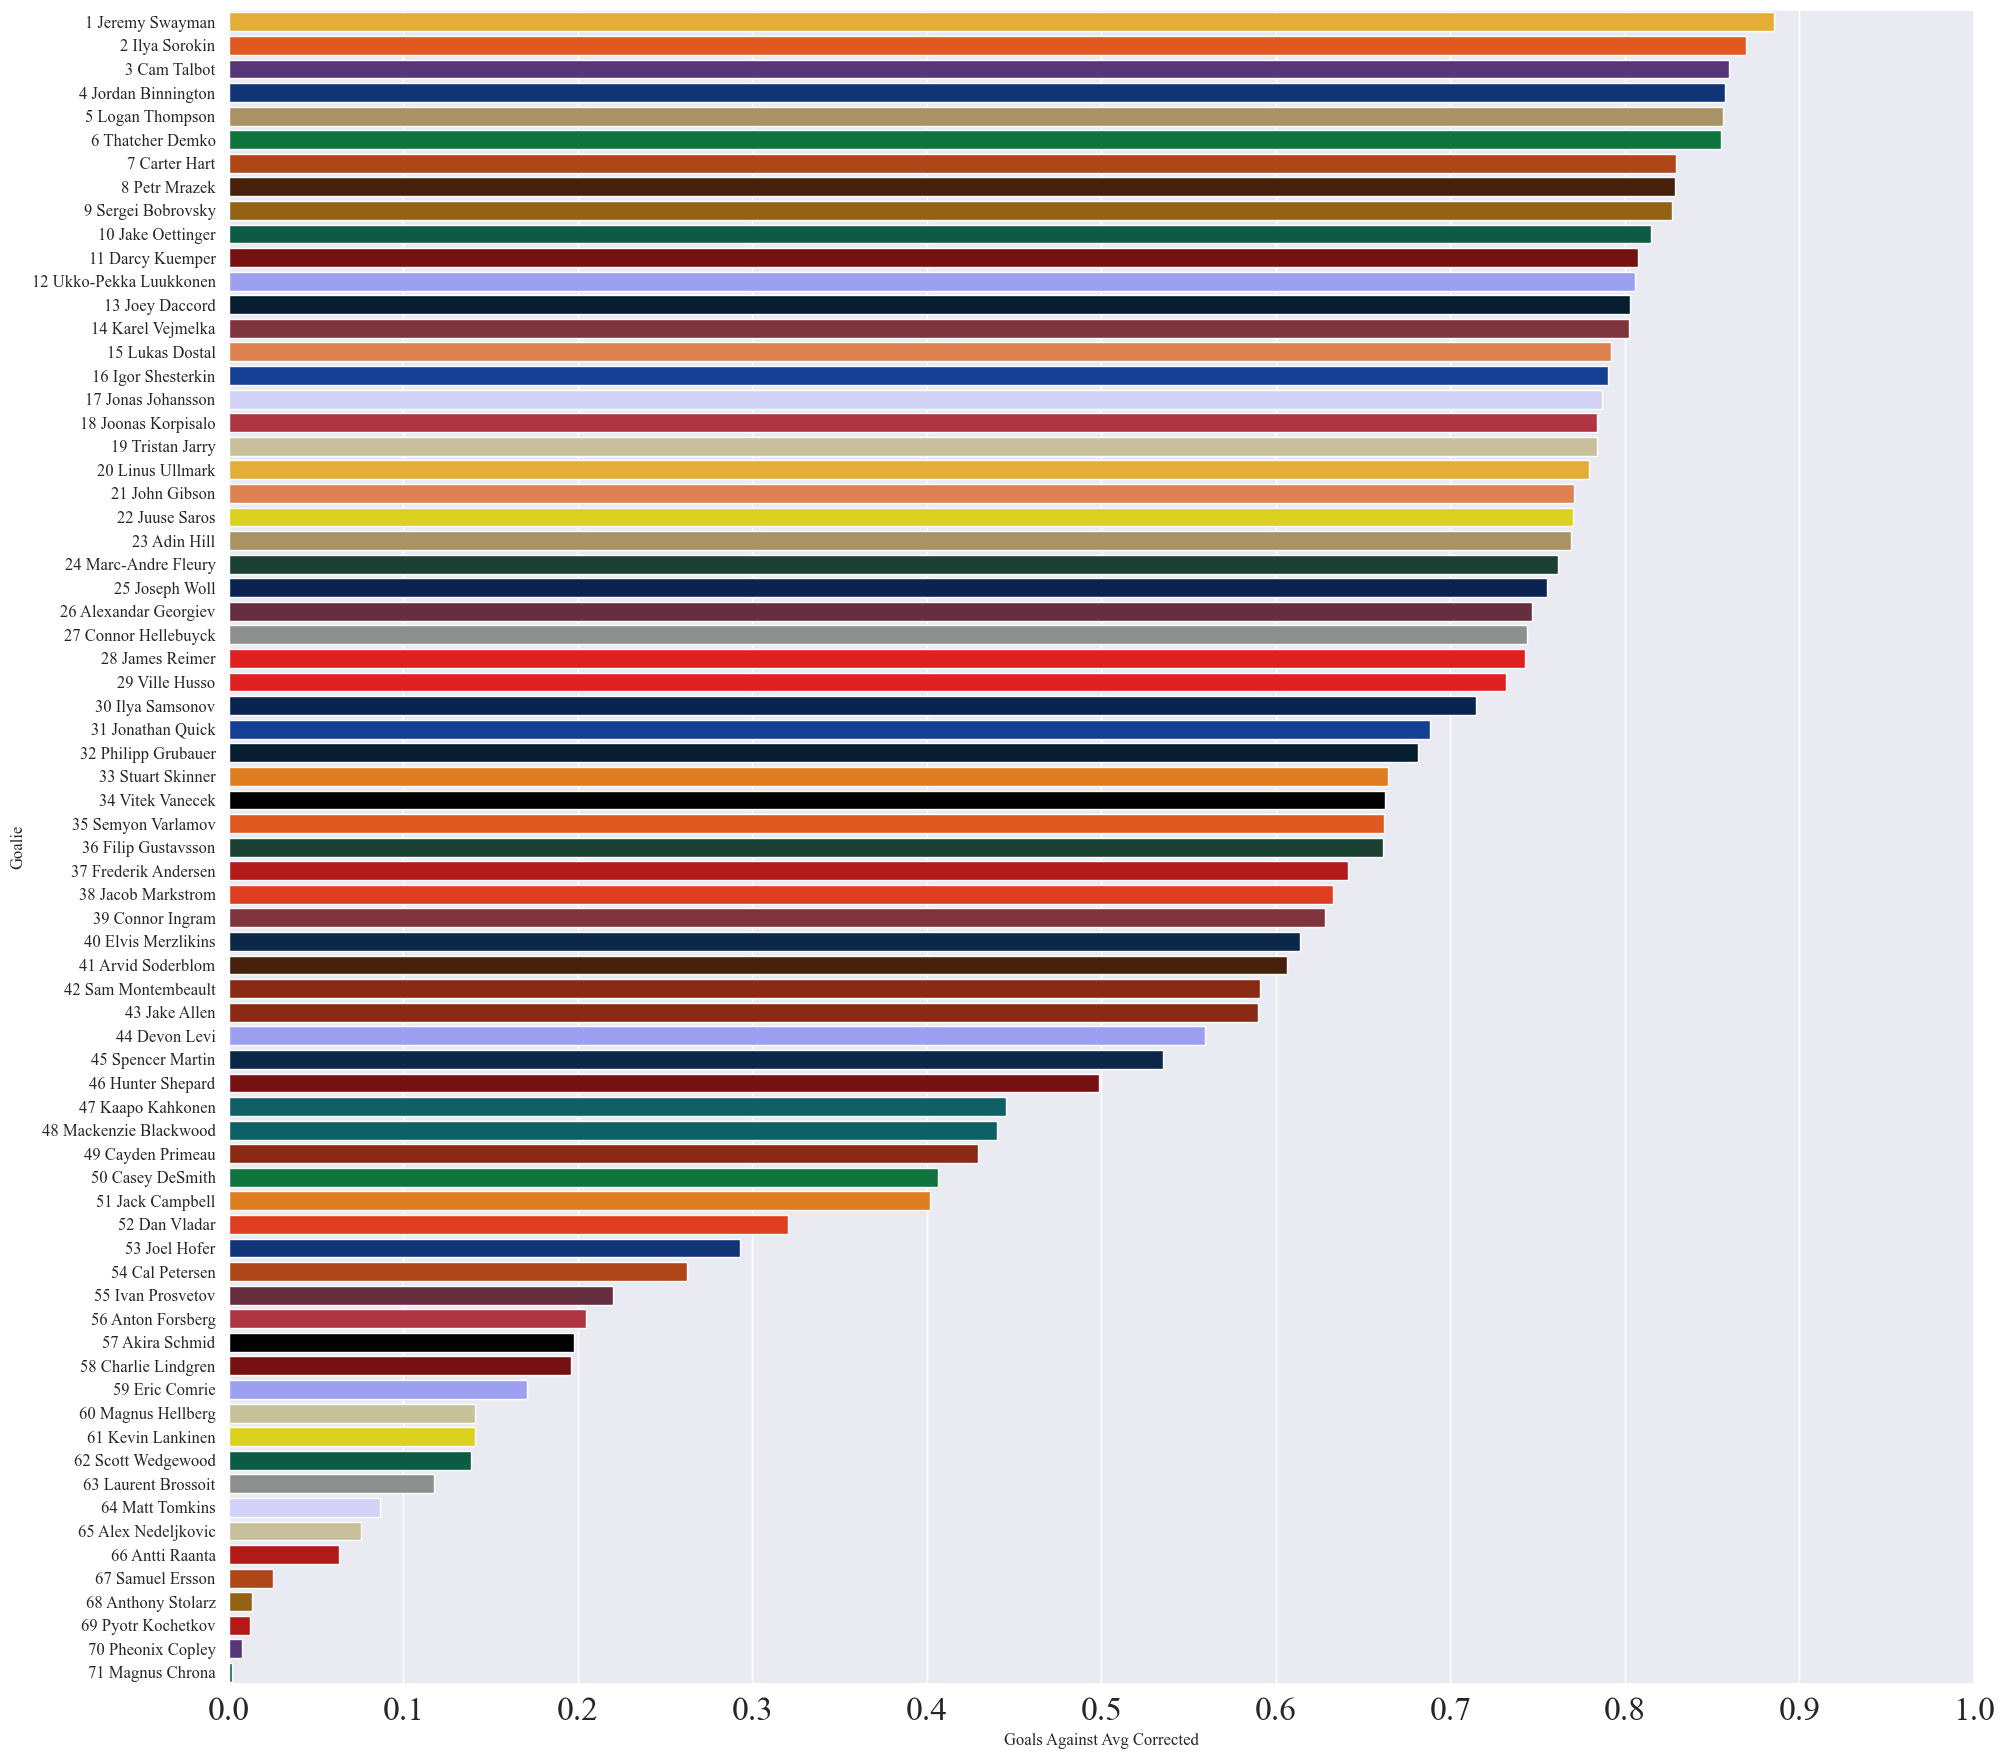 1 Jeremy Swayman
2 Ilya Sorokin
3 Cam Talbot
4 Jordan Binnington
5 Logan Thompson
6 Thatcher Demko
7 Carter Hart
8 Petr Mrazek
9 Sergei Bobrovsky
10 Jake Oettinger
11 Darcy Kuemper
12 Ukko-Pekka Luukkonen
13 Joey Daccord
14 Karel Vejmelka
15 Lukas Dostal
16 Igor Shesterkin
17 Jonas Johansson
18 Joonas Korpisalo
19 Tristan Jarry
20 Linus Ullmark
21 John Gibson
22 Juuse Saros
23 Adin Hill
24 Marc-Andre Fleury
25 Joseph Woll
26 Alexandar Georgiev
27 Connor Hellebuyck
28 James Reimer
29 Ville Husso
30 Ilya Samsonov
31 Jonathan Quick
32 Philipp Grubauer
33 Stuart Skinner
34 Vitek Vanecek
35 Semyon Varlamov
36 Filip Gustavsson
37 Frederik Andersen
38 Jacob Markstrom
39 Connor Ingram
40 Elvis Merzlikins
41 Arvid Soderblom
42 Sam Montembeault
43 Jake Allen
44 Devon Levi
45 Spencer Martin
46 Hunter Shepard
47 Kaapo Kahkonen
48 Mackenzie Blackwood
49 Cayden Primeau
50 Casey DeSmith
51 Jack Campbell
52 Dan Vladar
53 Joel Hofer
54 Cal Petersen
55 Ivan Prosvetov
56 Anton Forsberg
57 Akira Schmid
58 Charlie Lindgren
59 Eric Comrie
60 Magnus Hellberg
61 Kevin Lankinen
62 Scott Wedgewood
63 Laurent Brossoit
64 Matt Tomkins
65 Alex Nedeljkovic
66 Antti Raanta
67 Samuel Ersson
68 Anthony Stolarz
69 Pyotr Kochetkov
70 Pheonix Copley
71 Magnus Chrona
Goalie
0.0 0.1 0.2 0.3 0.4 0.5 0.6 0.7 0.8 0.9 1.0
Goals Against Avg Corrected